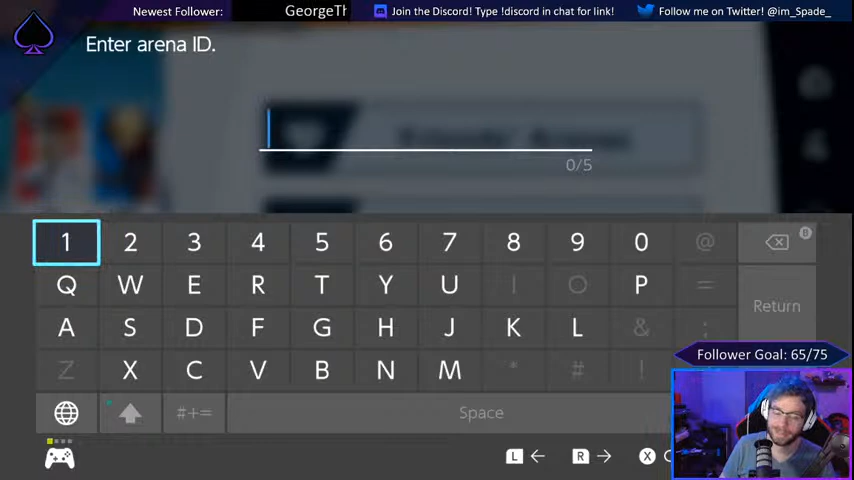 Newest Follower: GeorgeTh
Join the Discord! Type !discord in chat for link!
Follow me on Twitter! @im_Spade_
Enter arena ID.
0/5
1 2 3 4 5 6 7 8 9 0 @
Q W E R T Y U I O P = Return
A S D F G H J K L & ;
Z X C V B N M * # !
#+= Space
L ← R → X
Follower Goal: 65/75